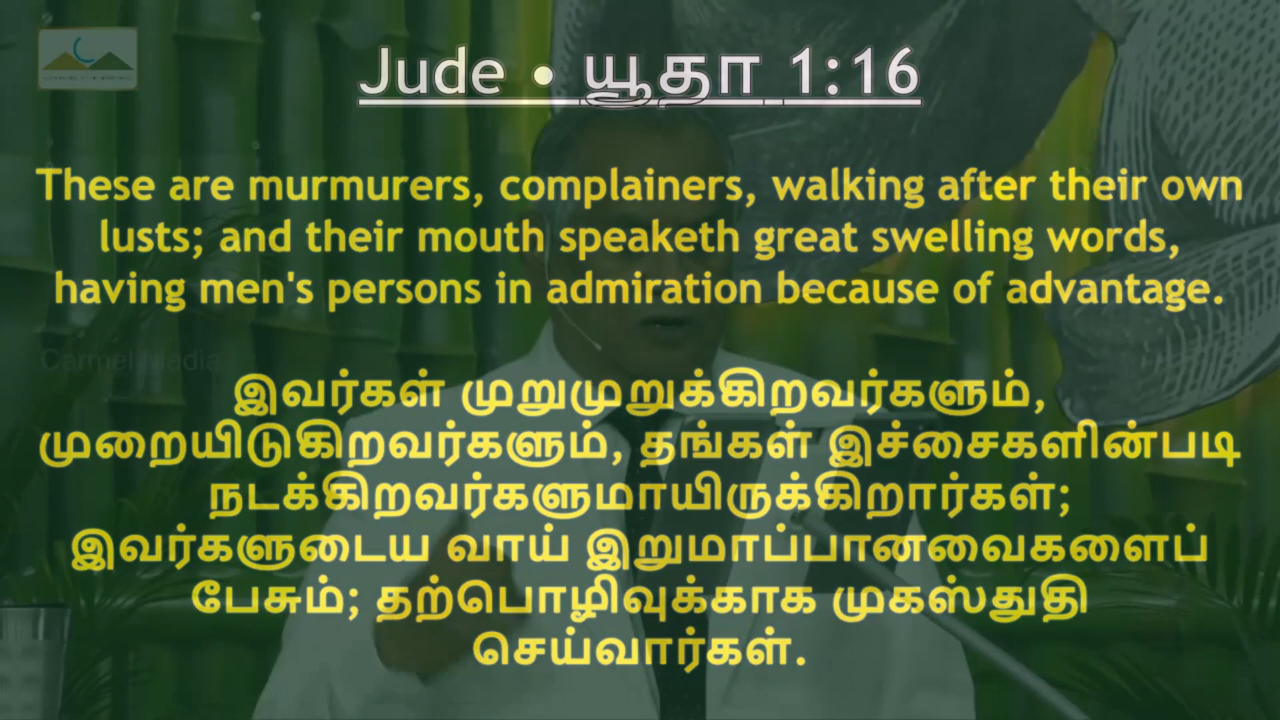 Jude • யூதா 1:16
These are murmurers, complainers, walking after their own
lusts; and their mouth speaketh great swelling words,
having men's persons in admiration because of advantage.
Carmel Media
இவர்கள் முறுமுறுக்கிறவர்களும்,
முறையிடுகிறவர்களும், தங்கள் இச்சைகளின்படி
நடக்கிறவர்களுமாயிருக்கிறார்கள்;
இவர்களுடைய வாய் இறுமாப்பானவைகளைப்
பேசும்; தற்பொழிவுக்காக முகஸ்துதி
செய்வார்கள்.